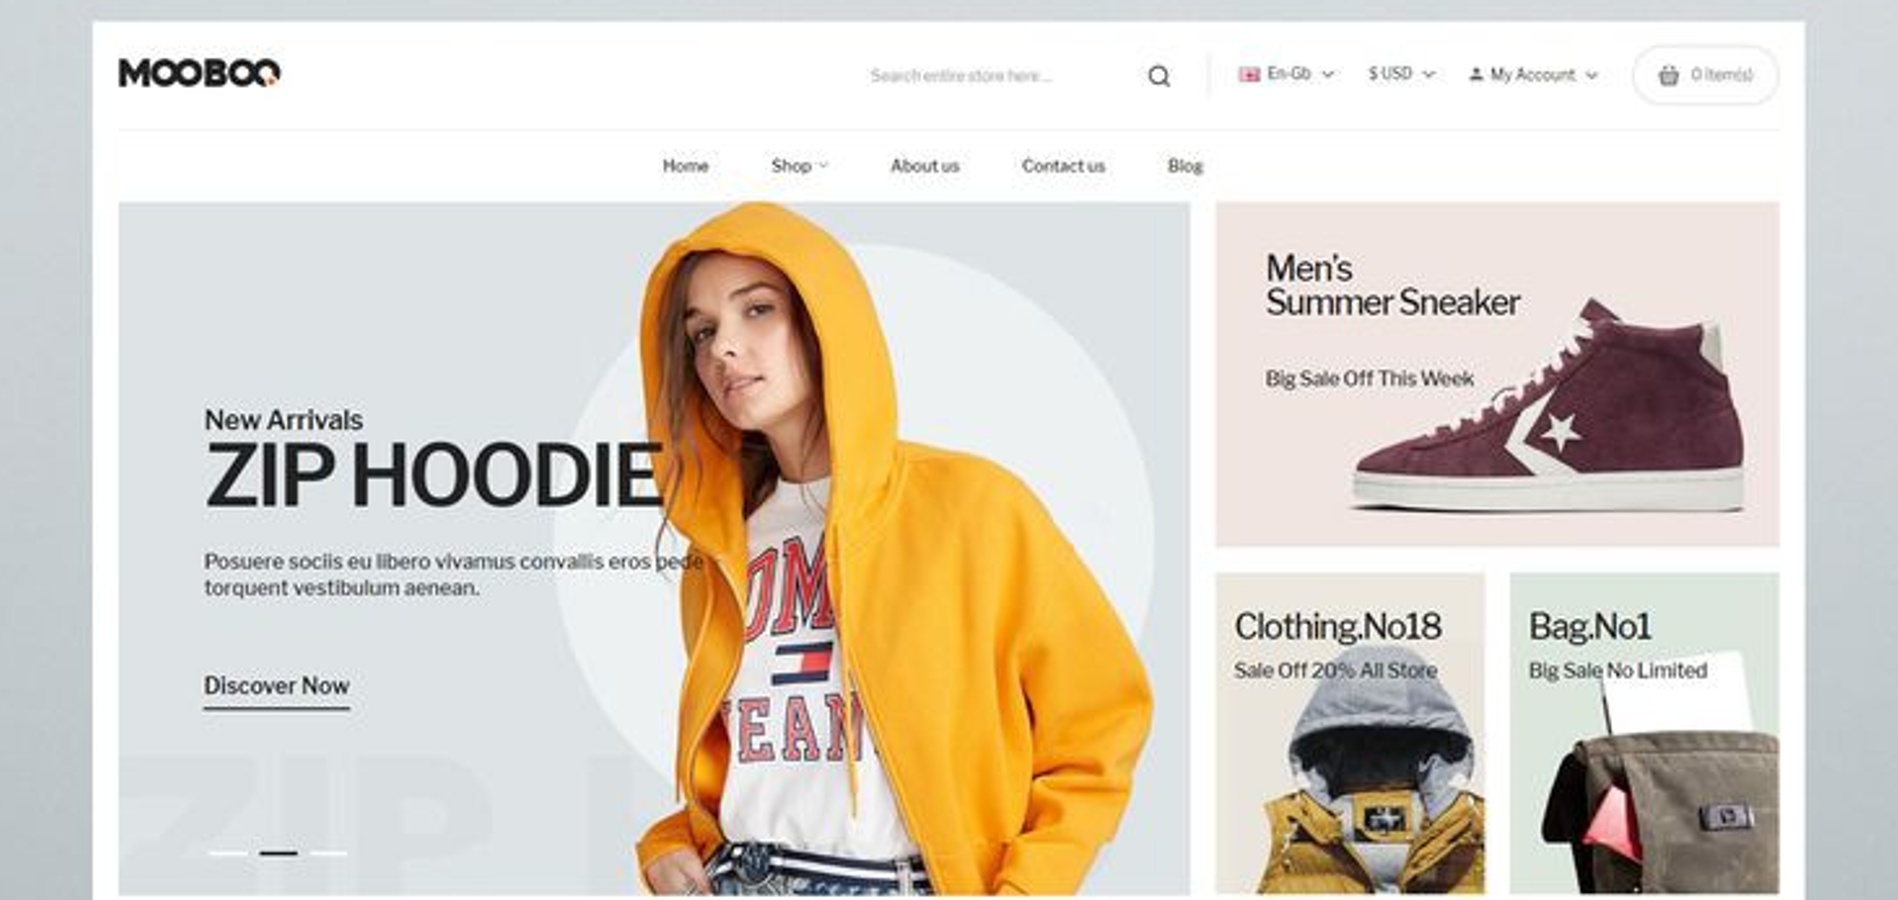 MOOBOO
Search entire store here...
En-Gb
$ USD
My Account
0 item(s)
Home
Shop
About us
Contact us
Blog
New Arrivals
ZIP HOODIE
Posuere sociis eu libero vivamus convallis eros pede
torquent vestibulum aenean.
Discover Now
ZIP H
OM
JEAN
Men's
Summer Sneaker
Big Sale Off This Week
Clothing.No18
Sale Off 20% All Store
Bag.No1
Big Sale No Limited